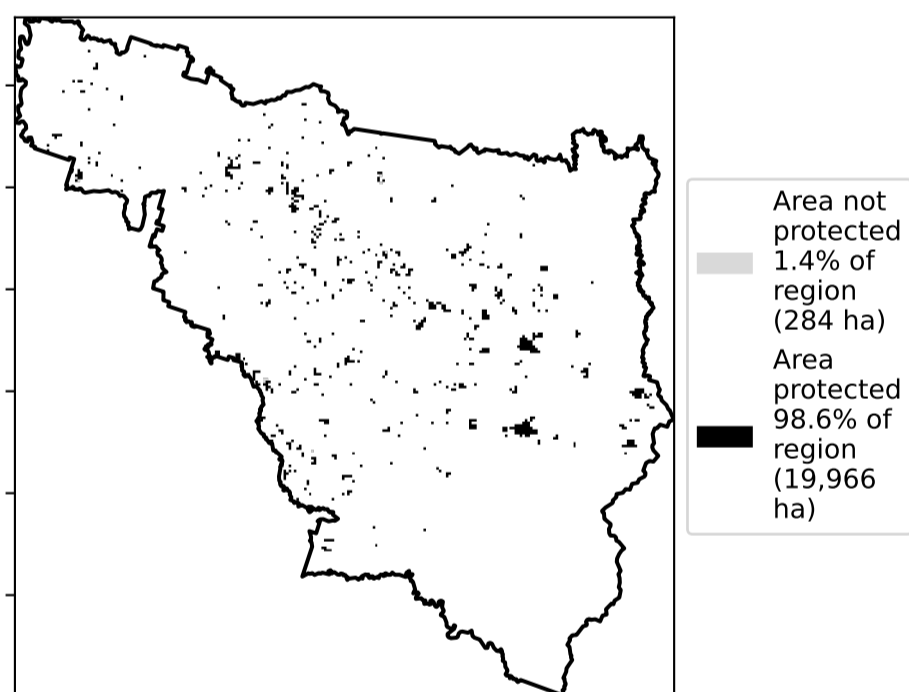 Area not
protected
1.4% of
region
(284 ha)
Area
protected
98.6% of
region
(19,966
ha)